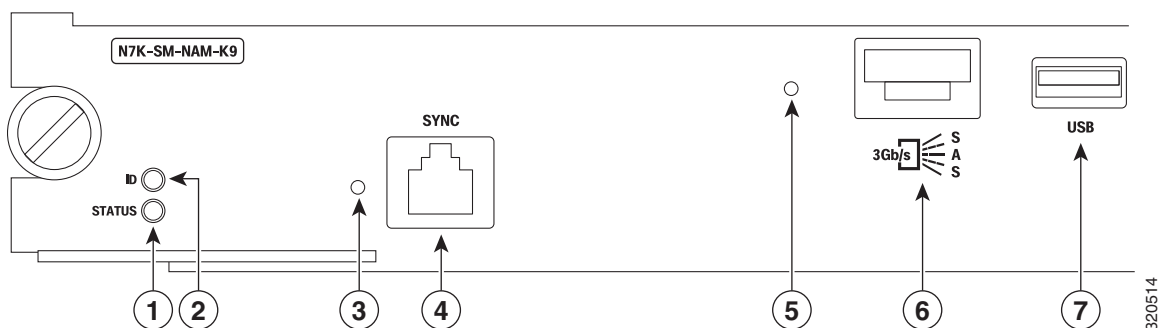 N7K-SM-NAM-K9
SYNC
3Gb/s
S
A
S
USB
ID
STATUS
1
2
3
4
5
6
7
320514